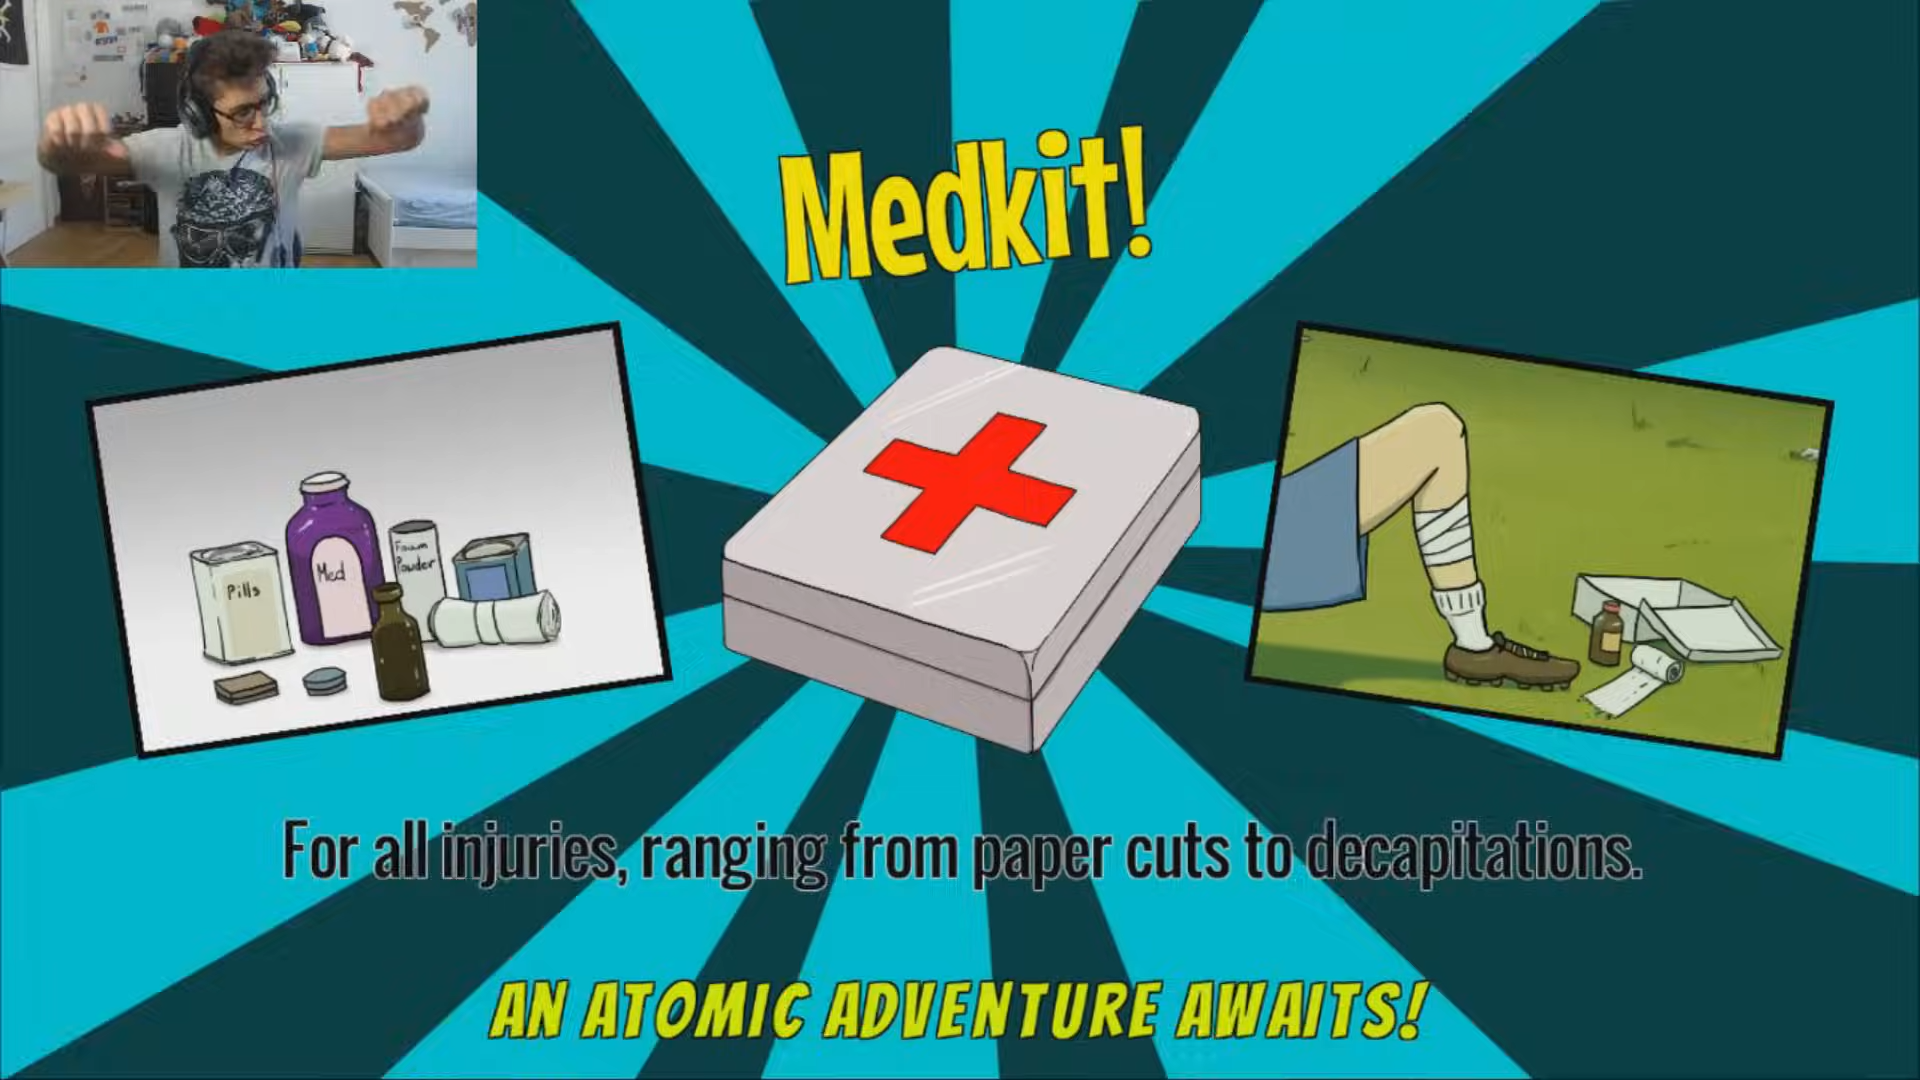 Medkit!
Pills
Med
Foam
Powder
For all injuries, ranging from paper cuts to decapitations.
AN ATOMIC ADVENTURE AWAITS!